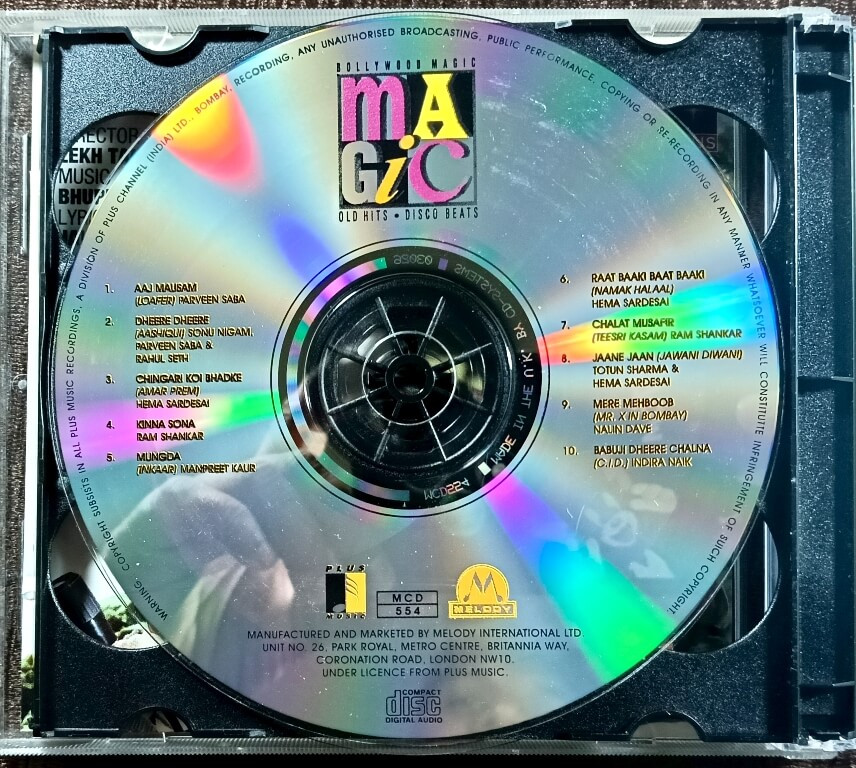 WARNING. COPYRIGHT SUBSISTS IN ALL PLUS MUSIC RECORDINGS, A DIVISION OF PLUS CHANNEL (INDIA) LTD., BOMBAY, RECORDING, ANY UNAUTHORISED BROADCASTING, PUBLIC PERFORMANCE, COPYING OR RE-RECORDING IN ANY MANNER WHATSOEVER WILL CONSTITUTE INFRINGEMENT OF SUCH COPYRIGHT.
BOLLYWOOD MAGIC
MAGiC
OLD HITS • DISCO BEATS
1. AAJ MAUSAM
(LOAFER) PARVEEN SABA
2. DHEERE DHEERE
(AASHIQUI) SONU NIGAM,
PARVEEN SABA &
RAHUL SETH
3. CHINGARI KOI BHADKE
(AMAR PREM)
HEMA SARDESAI
4. KINNA SONA
RAM SHANKAR
5. MUNGDA
(INKAAR) MANPREET KAUR
6. RAAT BAAKI BAAT BAAKI
(NAMAK HALAAL)
HEMA SARDESAI
7. CHALAT MUSAFIR
(TEESRI KASAM) RAM SHANKAR
8. JAANE JAAN (JAWANI DIWANI)
TOTUN SHARMA &
HEMA SARDESAI
9. MERE MEHBOOB
(MR. X IN BOMBAY)
NALIN DAVE
10. BABUJI DHEERE CHALNA
(C.I.D.) INDIRA NAIK
MCD554 MADE IN THE U.K. BY CD-SYSTEMS 03056
PLUS
MUSIC
MCD
554
MELODY
MANUFACTURED AND MARKETED BY MELODY INTERNATIONAL LTD.
UNIT NO. 26, PARK ROYAL, METRO CENTRE, BRITANNIA WAY,
CORONATION ROAD, LONDON NW10.
UNDER LICENCE FROM PLUS MUSIC.
COMPACT
disc
DIGITAL AUDIO
LEKH
MUSIC